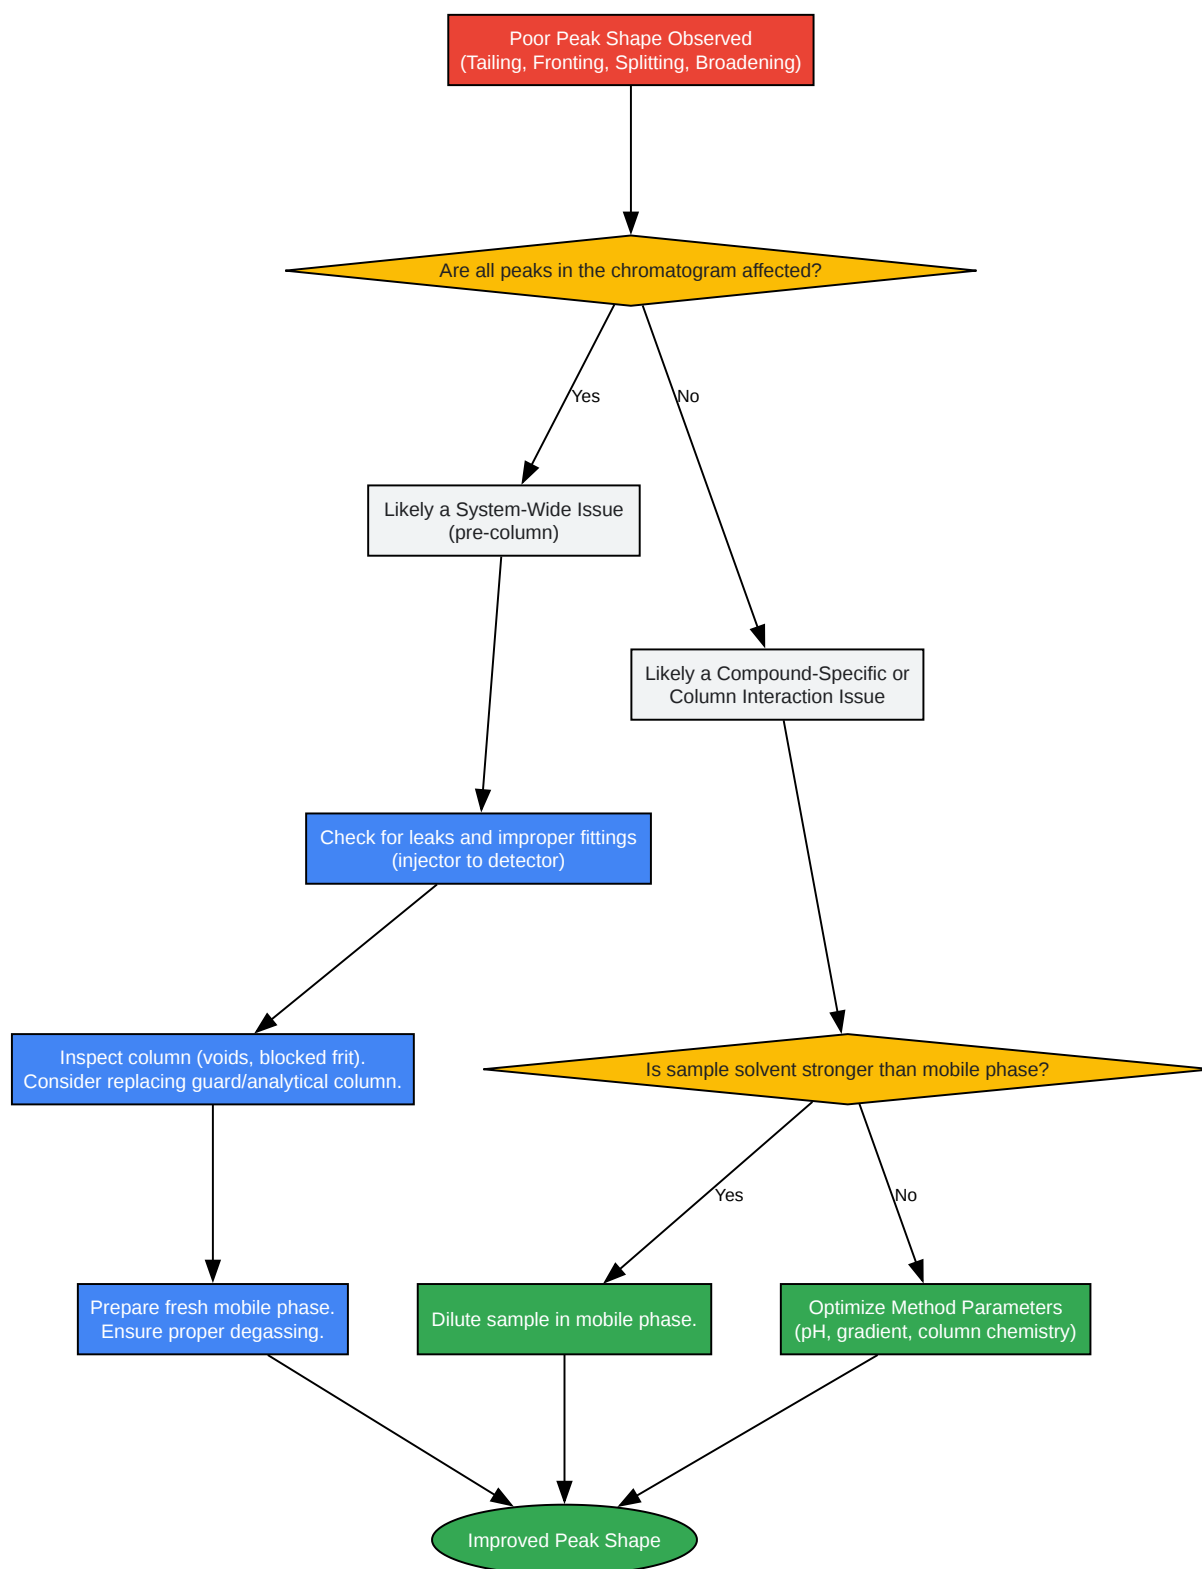 Poor Peak Shape Observed
(Tailing, Fronting, Splitting, Broadening)
Are all peaks in the chromatogram affected?
Yes
No
Likely a System-Wide Issue
(pre-column)
Likely a Compound-Specific or
Column Interaction Issue
Check for leaks and improper fittings
(injector to detector)
Inspect column (voids, blocked frit).
Consider replacing guard/analytical column.
Is sample solvent stronger than mobile phase?
Yes
No
Prepare fresh mobile phase.
Ensure proper degassing.
Dilute sample in mobile phase.
Optimize Method Parameters
(pH, gradient, column chemistry)
Improved Peak Shape